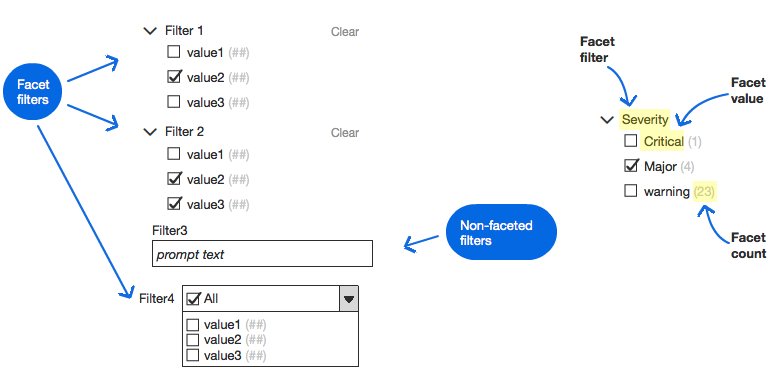 Facet
filters
Filter 1 Clear
value1 (##)
value2 (##)
value3 (##)
Filter 2 Clear
value1 (##)
value2 (##)
value3 (##)
Filter3
prompt text
Non-faceted
filters
Filter4 All
value1 (##)
value2 (##)
value3 (##)
Facet
filter
Facet
value
Severity
Critical (1)
Major (4)
warning (23)
Facet
count